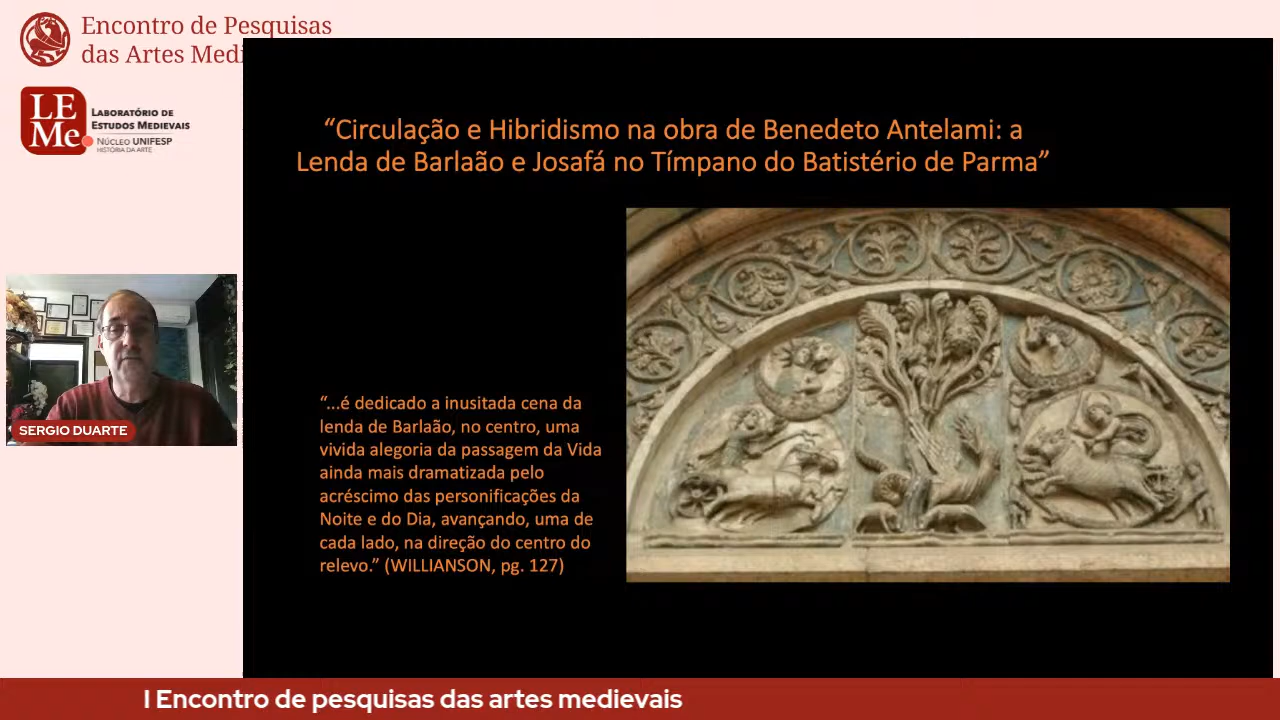 Encontro de Pesquisas
das Artes Medi
LE
Me
LABORATÓRIO DE
ESTUDOS MEDIEVAIS
NÚCLEO UNIFESP
HISTÓRIA DA ARTE
“Circulação e Hibridismo na obra de Benedeto Antelami: a
Lenda de Barlaão e Josafá no Tímpano do Batistério de Parma”
“...é dedicado a inusitada cena da
lenda de Barlaão, no centro, uma
vivida alegoria da passagem da Vida
ainda mais dramatizada pelo
acréscimo das personificações da
Noite e do Dia, avançando, uma de
cada lado, na direção do centro do
relevo.” (WILLIANSON, pg. 127)
SERGIO DUARTE
I Encontro de pesquisas das artes medievais